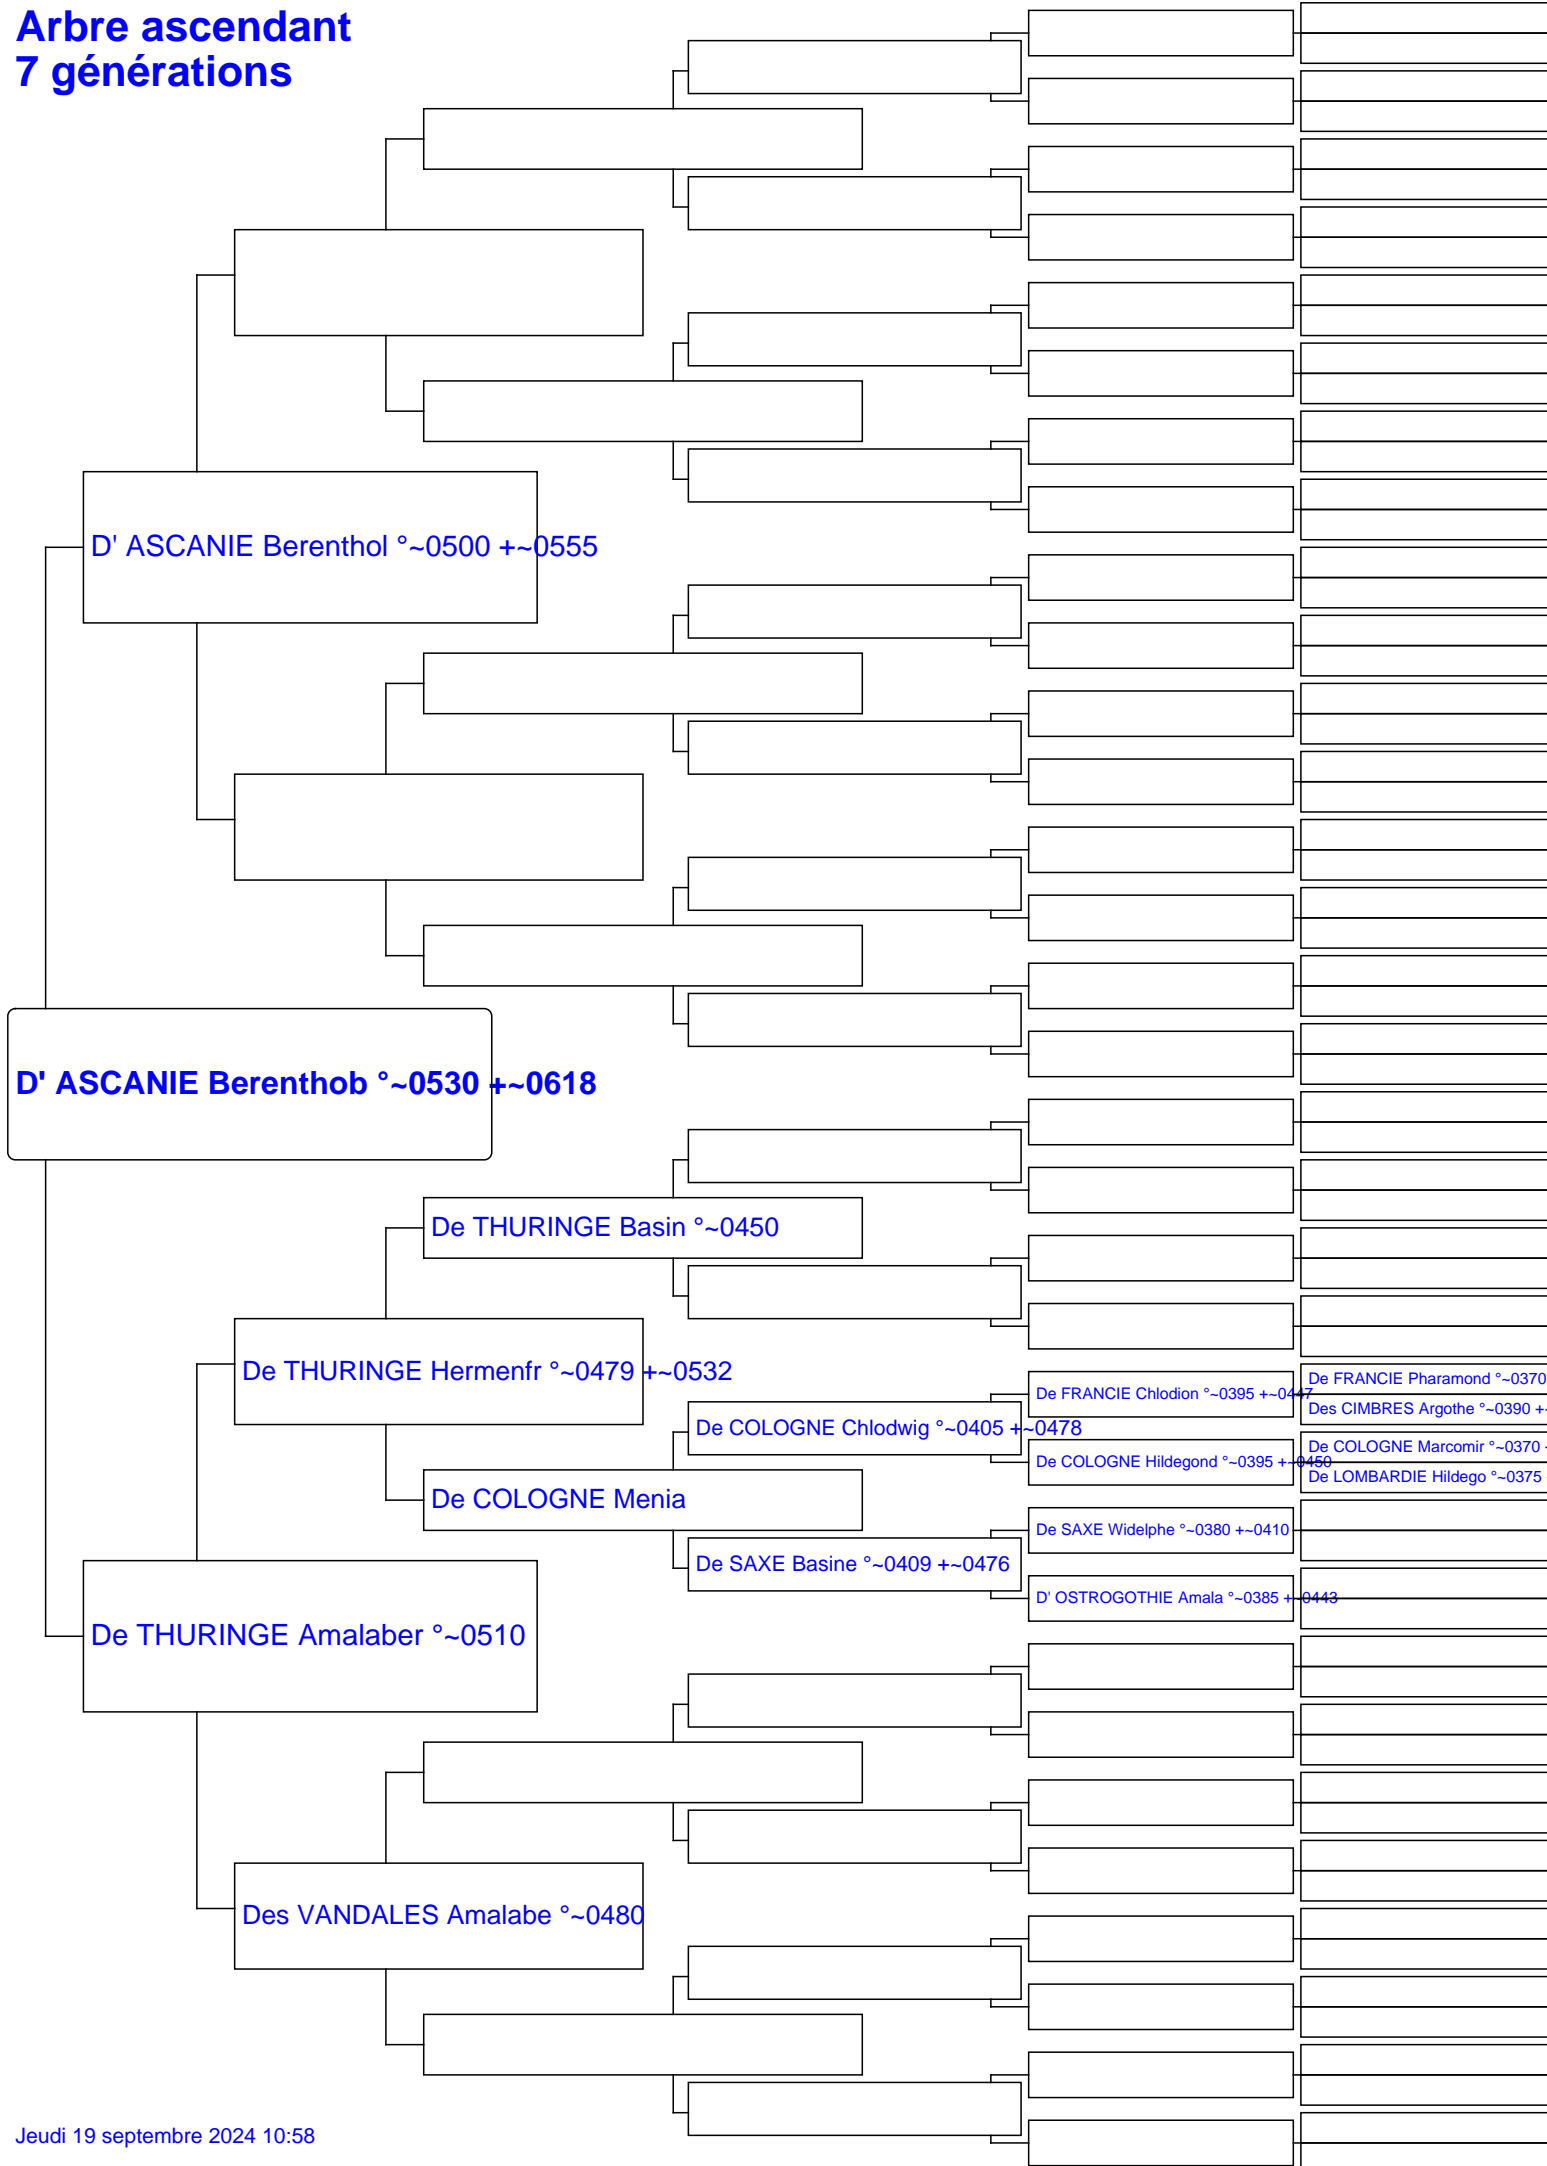 Arbre ascendant
7 générations
D' ASCANIE Berenthol °~0500 +~0555
D' ASCANIE Berenthob °~0530 +~0618
De THURINGE Basin °~0450
De THURINGE Hermenfr °~0479 +~0532
De FRANCIE Pharamond °~0370
De FRANCIE Chlodion °~0395 +~0447
Des CIMBRES Argothe °~0390 +~
De COLOGNE Chlodwig °~0405 +~0478
De COLOGNE Marcomir °~0370
De COLOGNE Hildegond °~0395 +~0450
De LOMBARDIE Hildego °~0375
De COLOGNE Menia
De SAXE Widelphe °~0380 +~0410
De SAXE Basine °~0409 +~0476
D' OSTROGOTHIE Amala °~0385 +~0443
De THURINGE Amalaber °~0510
Des VANDALES Amalabe °~0480
Jeudi 19 septembre 2024 10:58